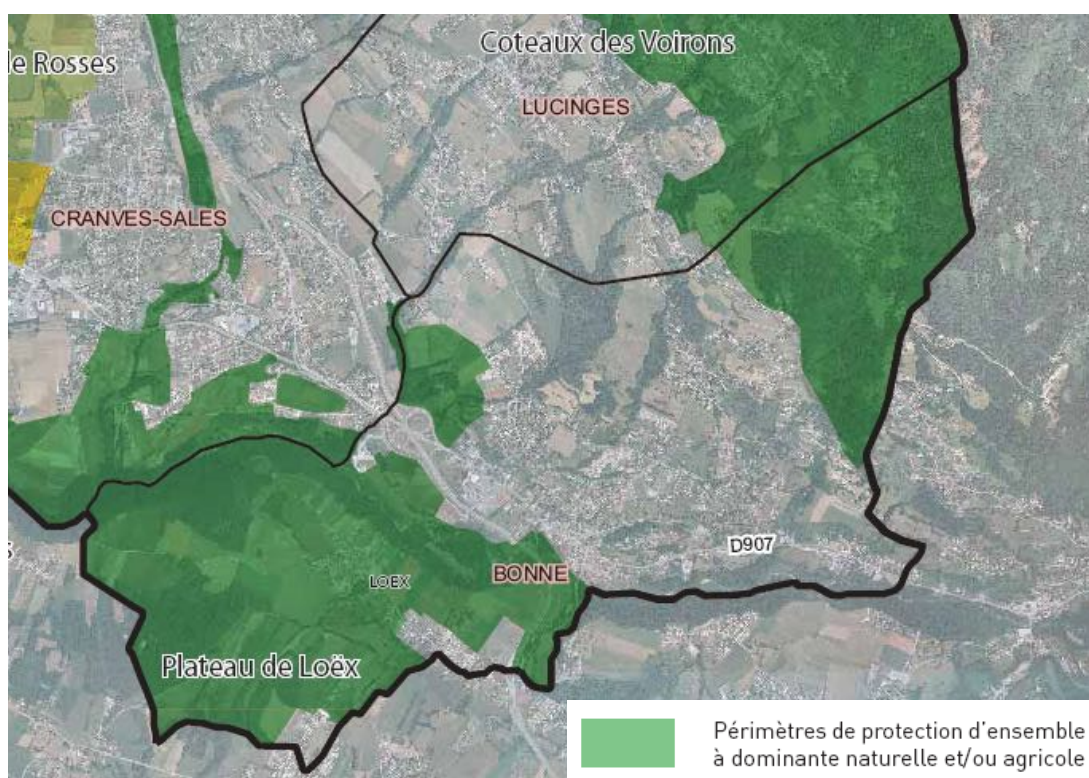 Coteaux des Voirons
le Rosses
LUCINGES
CRANVES-SALES
D907
BONNE
LOEX
Plateau de Loëx
Périmètres de protection d'ensemble
à dominante naturelle et/ou agricole